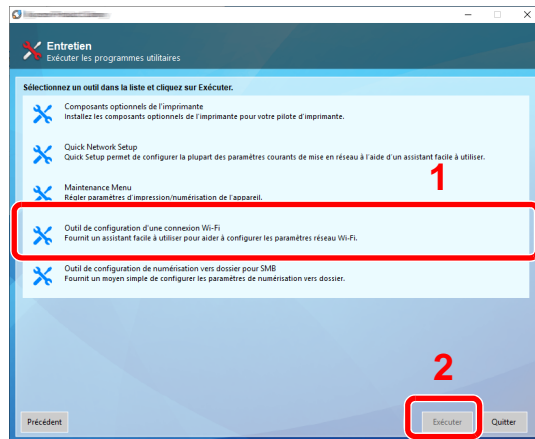 Entretien
Exécuter les programmes utilitaires
Sélectionnez un outil dans la liste et cliquez sur Exécuter.
Composants optionnels de l'imprimante
Installez les composants optionnels de l'imprimante pour votre pilote d'imprimante.
Quick Network Setup
Quick Setup permet de configurer la plupart des paramètres courants de mise en réseau à l'aide d'un assistant facile à utiliser.
1
Maintenance Menu
Régler paramètres d'impression/numérisation de l'appareil.
Outil de configuration d'une connexion Wi-Fi
Fournit un assistant facile à utiliser pour aider à configurer les paramètres réseau Wi-Fi.
Outil de configuration de numérisation vers dossier pour SMB
Fournit un moyen simple de configurer les paramètres de numérisation vers dossier.
2
Précédent
Exécuter
Quitter